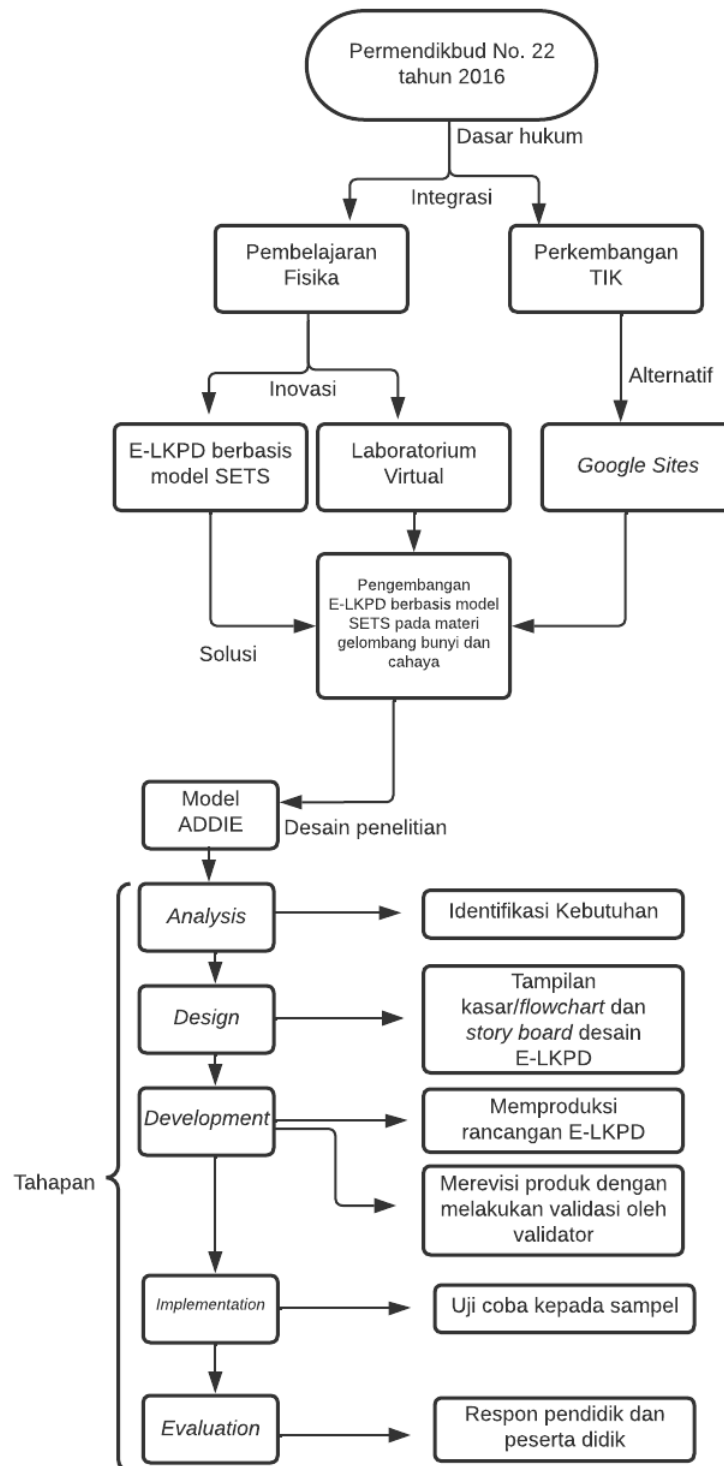 Permendikbud No. 22
tahun 2016
Dasar hukum
Integrasi
Pembelajaran
Fisika
Perkembangan
TIK
Inovasi
Alternatif
E-LKPD berbasis
model SETS
Laboratorium
Virtual
Google Sites
Pengembangan
E-LKPD berbasis model
SETS pada materi
gelombang bunyi dan
cahaya
Solusi
Model
ADDIE
Desain penelitian
Analysis
Identifikasi Kebutuhan
Design
Tampilan
kasar/flowchart dan
story board desain
E-LKPD
Development
Memproduksi
rancangan E-LKPD
Tahapan
Merevisi produk dengan
melakukan validasi oleh
validator
Implementation
Uji coba kepada sampel
Evaluation
Respon pendidik dan
peserta didik